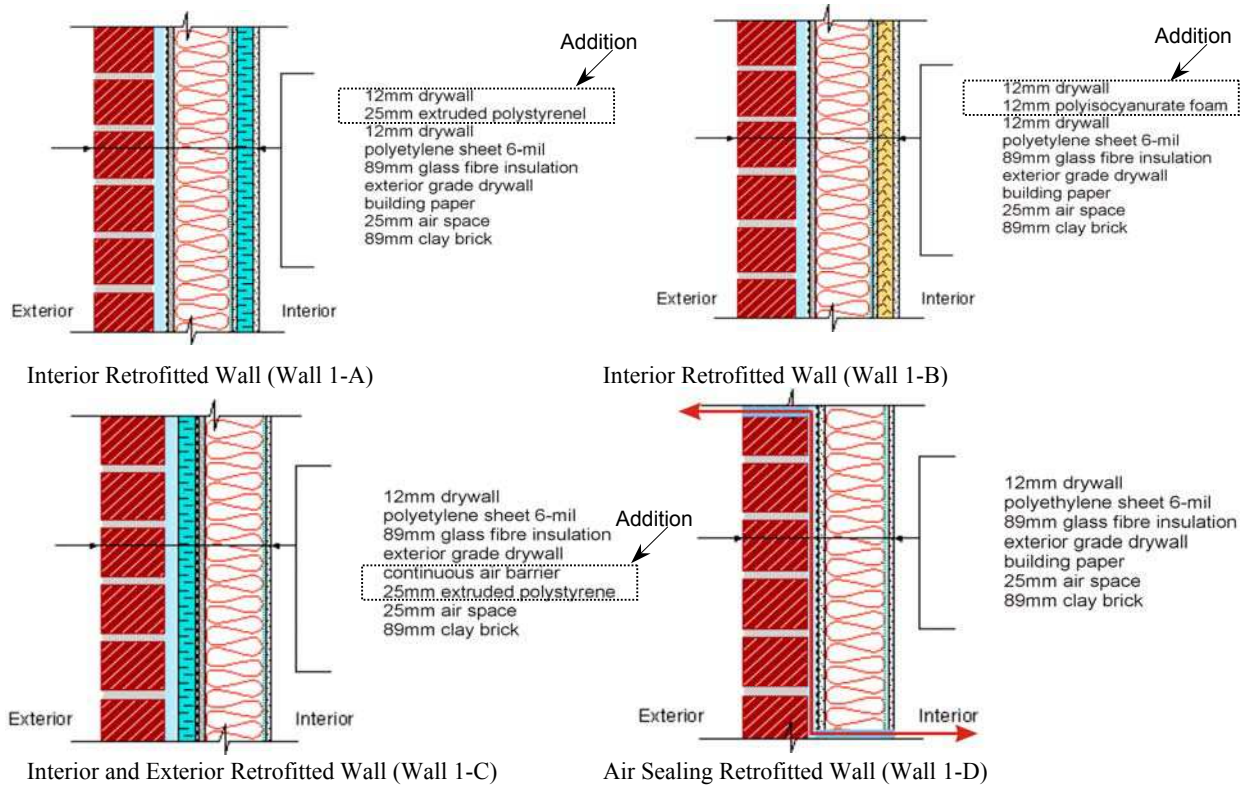 Addition
12mm drywall
25mm extruded polystyrenel
12mm drywall
polyetylene sheet 6-mil
89mm glass fibre insulation
exterior grade drywall
building paper
25mm air space
89mm clay brick
Exterior
Interior
Interior Retrofitted Wall (Wall 1-A)
Addition
12mm drywall
12mm polyisocyanurate foam
12mm drywall
polyetylene sheet 6-mil
89mm glass fibre insulation
exterior grade drywall
building paper
25mm air space
89mm clay brick
Exterior
Interior
Interior Retrofitted Wall (Wall 1-B)
12mm drywall
polyetylene sheet 6-mil
89mm glass fibre insulation
exterior grade drywall
Addition
continuous air barrier
25mm extruded polystyrene
25mm air space
89mm clay brick
Exterior
Interior
Interior and Exterior Retrofitted Wall (Wall 1-C)
12mm drywall
polyethylene sheet 6-mil
89mm glass fibre insulation
exterior grade drywall
building paper
25mm air space
89mm clay brick
Exterior
Interior
Air Sealing Retrofitted Wall (Wall 1-D)